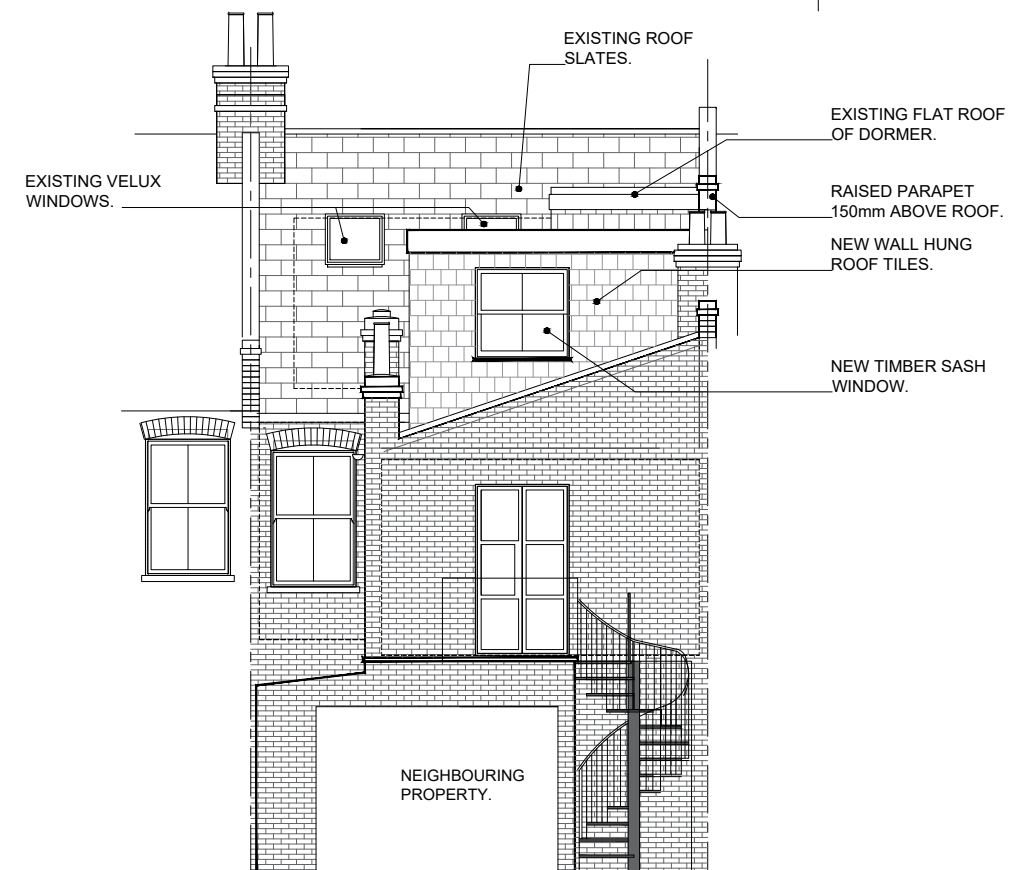 EXISTING ROOF
SLATES.
EXISTING FLAT ROOF
OF DORMER.
EXISTING VELUX
WINDOWS.
RAISED PARAPET
150mm ABOVE ROOF.
NEW WALL HUNG
ROOF TILES.
NEW TIMBER SASH
WINDOW.
NEIGHBOURING
PROPERTY.